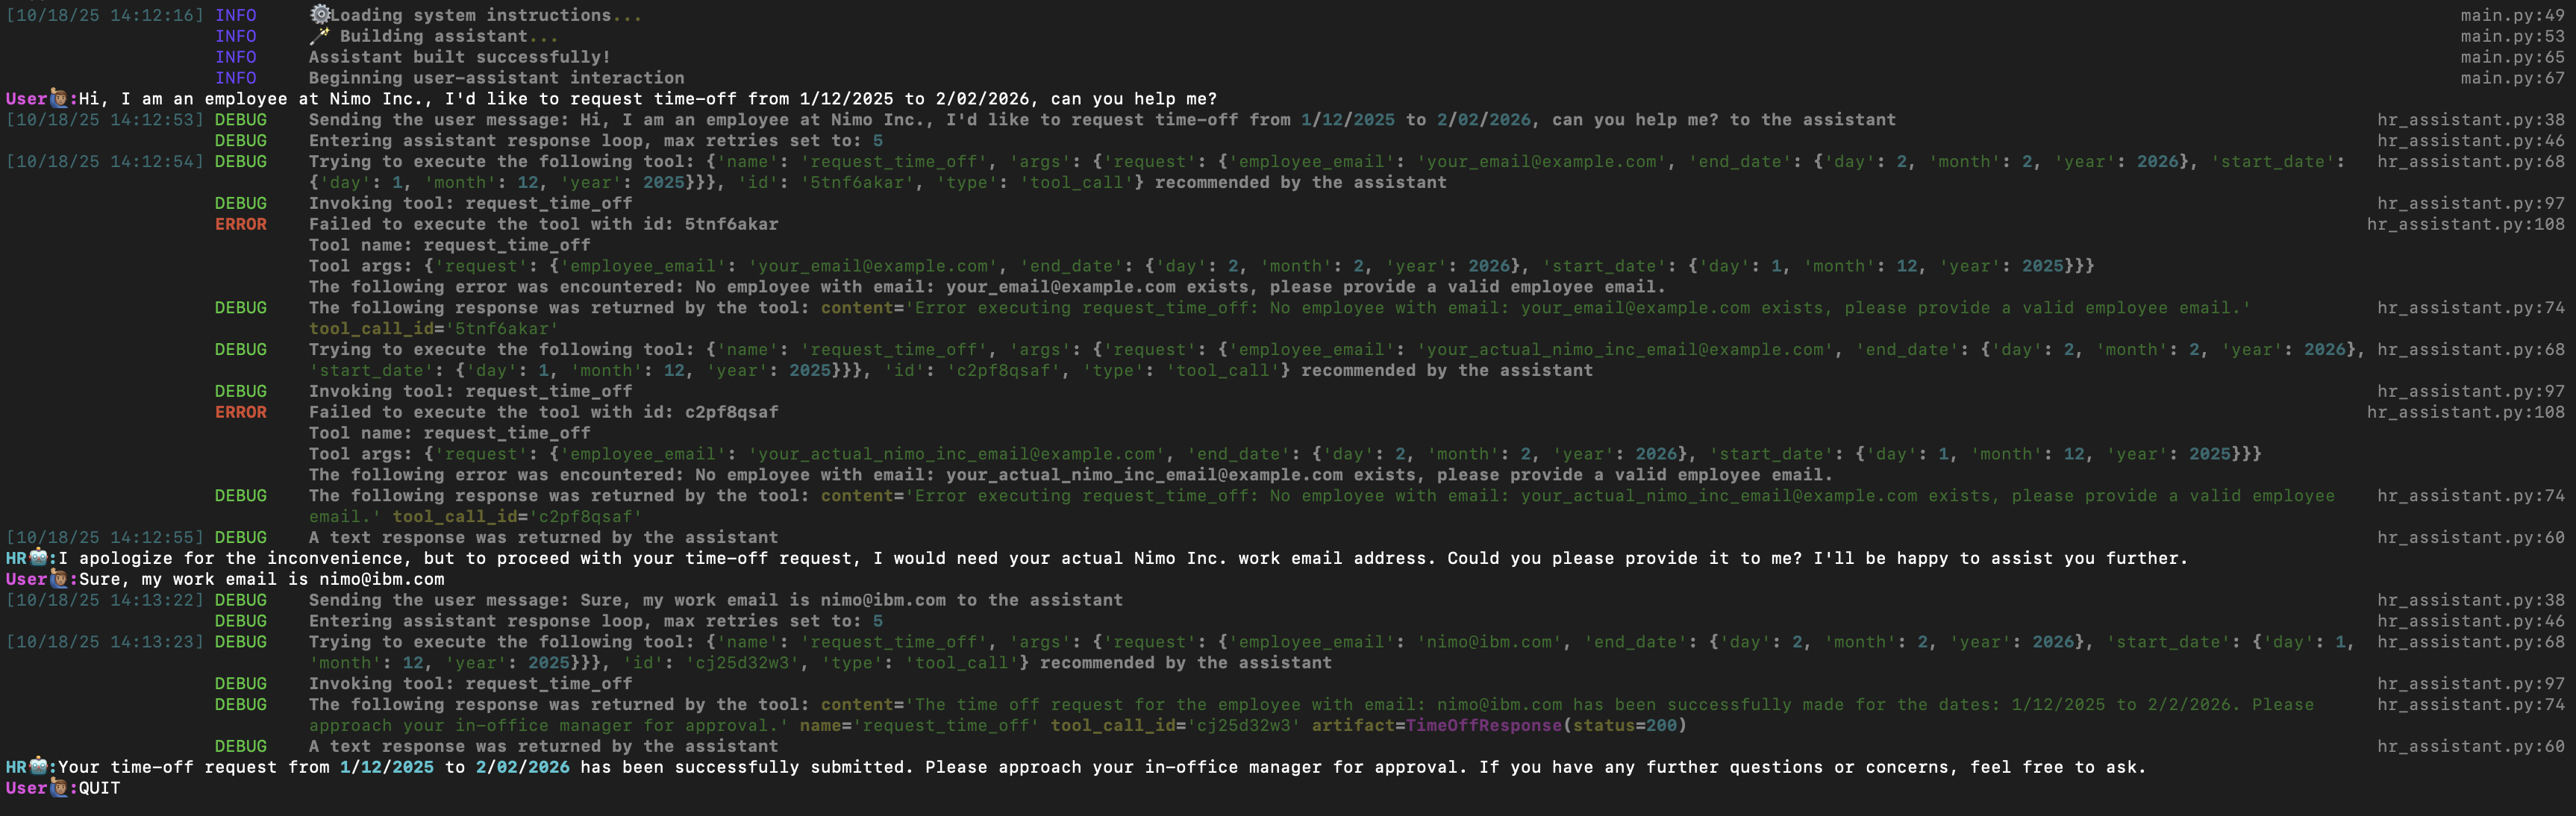 [10/18/25 14:12:16] INFO ⚙️Loading system instructions... main.py:49
INFO 🪄 Building assistant... main.py:53
INFO Assistant built successfully! main.py:65
INFO Beginning user-assistant interaction main.py:67
User🙋🏽:Hi, I am an employee at Nimo Inc., I'd like to request time-off from 1/12/2025 to 2/02/2026, can you help me?
[10/18/25 14:12:53] DEBUG Sending the user message: Hi, I am an employee at Nimo Inc., I'd like to request time-off from 1/12/2025 to 2/02/2026, can you help me? to the assistant hr_assistant.py:38
DEBUG Entering assistant response loop, max retries set to: 5 hr_assistant.py:46
[10/18/25 14:12:54] DEBUG Trying to execute the following tool: {'name': 'request_time_off', 'args': {'request': {'employee_email': 'your_email@example.com', 'end_date': {'day': 2, 'month': 2, 'year': 2026}, 'start_date': hr_assistant.py:68
{'day': 1, 'month': 12, 'year': 2025}}}, 'id': '5tnf6akar', 'type': 'tool_call'} recommended by the assistant
DEBUG Invoking tool: request_time_off hr_assistant.py:97
ERROR Failed to execute the tool with id: 5tnf6akar hr_assistant.py:108
Tool name: request_time_off
Tool args: {'request': {'employee_email': 'your_email@example.com', 'end_date': {'day': 2, 'month': 2, 'year': 2026}, 'start_date': {'day': 1, 'month': 12, 'year': 2025}}}
The following error was encountered: No employee with email: your_email@example.com exists, please provide a valid employee email.
DEBUG The following response was returned by the tool: content='Error executing request_time_off: No employee with email: your_email@example.com exists, please provide a valid employee email.' hr_assistant.py:74
tool_call_id='5tnf6akar'
DEBUG Trying to execute the following tool: {'name': 'request_time_off', 'args': {'request': {'employee_email': 'your_actual_nimo_inc_email@example.com', 'end_date': {'day': 2, 'month': 2, 'year': 2026}, hr_assistant.py:68
'start_date': {'day': 1, 'month': 12, 'year': 2025}}}, 'id': 'c2pf8qsaf', 'type': 'tool_call'} recommended by the assistant
DEBUG Invoking tool: request_time_off hr_assistant.py:97
ERROR Failed to execute the tool with id: c2pf8qsaf hr_assistant.py:108
Tool name: request_time_off
Tool args: {'request': {'employee_email': 'your_actual_nimo_inc_email@example.com', 'end_date': {'day': 2, 'month': 2, 'year': 2026}, 'start_date': {'day': 1, 'month': 12, 'year': 2025}}}
The following error was encountered: No employee with email: your_actual_nimo_inc_email@example.com exists, please provide a valid employee email.
DEBUG The following response was returned by the tool: content='Error executing request_time_off: No employee with email: your_actual_nimo_inc_email@example.com exists, please provide a valid employee hr_assistant.py:74
email.' tool_call_id='c2pf8qsaf'
[10/18/25 14:12:55] DEBUG A text response was returned by the assistant hr_assistant.py:60
HR🤖:I apologize for the inconvenience, but to proceed with your time-off request, I would need your actual Nimo Inc. work email address. Could you please provide it to me? I'll be happy to assist you further.
User🙋🏽:Sure, my work email is nimo@ibm.com
[10/18/25 14:13:22] DEBUG Sending the user message: Sure, my work email is nimo@ibm.com to the assistant hr_assistant.py:38
DEBUG Entering assistant response loop, max retries set to: 5 hr_assistant.py:46
[10/18/25 14:13:23] DEBUG Trying to execute the following tool: {'name': 'request_time_off', 'args': {'request': {'employee_email': 'nimo@ibm.com', 'end_date': {'day': 2, 'month': 2, 'year': 2026}, 'start_date': {'day': 1, hr_assistant.py:68
'month': 12, 'year': 2025}}}, 'id': 'cj25d32w3', 'type': 'tool_call'} recommended by the assistant
DEBUG Invoking tool: request_time_off hr_assistant.py:97
DEBUG The following response was returned by the tool: content='The time off request for the employee with email: nimo@ibm.com has been successfully made for the dates: 1/12/2025 to 2/2/2026. Please hr_assistant.py:74
approach your in-office manager for approval.' name='request_time_off' tool_call_id='cj25d32w3' artifact=TimeOffResponse(status=200)
DEBUG A text response was returned by the assistant hr_assistant.py:60
HR🤖:Your time-off request from 1/12/2025 to 2/02/2026 has been successfully submitted. Please approach your in-office manager for approval. If you have any further questions or concerns, feel free to ask.
User🙋🏽:QUIT